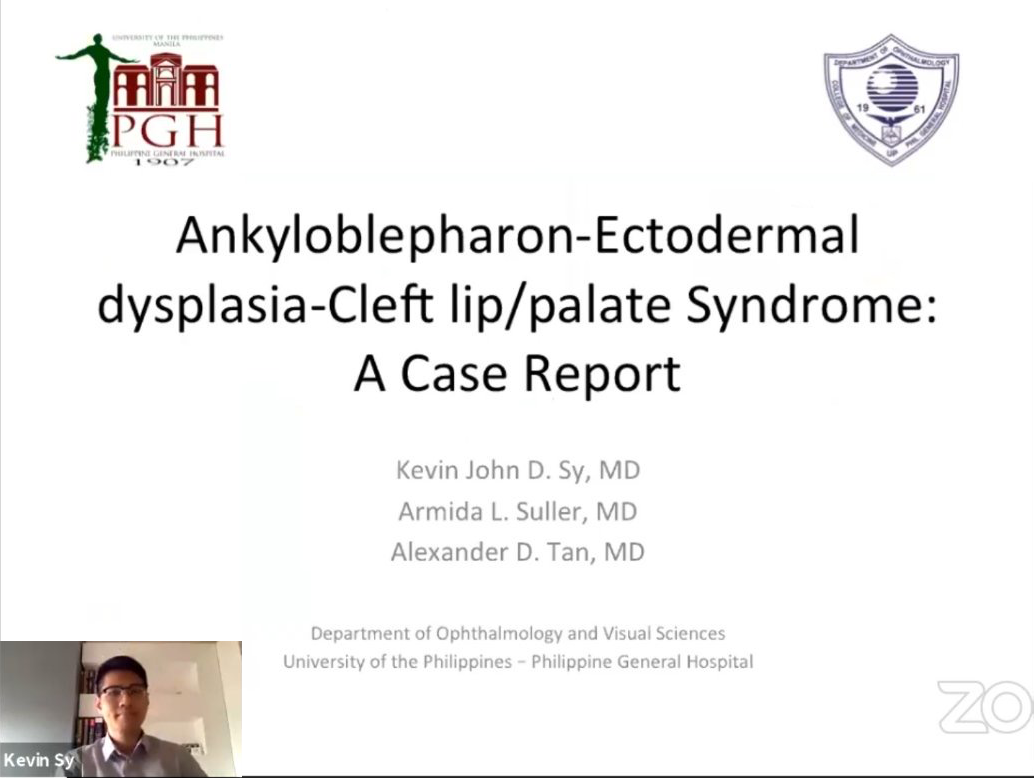 UNIVERSITY OF THE PHILIPPINES
MANILA
PGH
PHILIPPINE GENERAL HOSPITAL
1907
DEPARTMENT OF OPHTHALMOLOGY
19 61
COLLEGE OF MEDICINE UP PHIL GENERAL HOSPITAL
Ankyloblepharon-Ectodermal
dysplasia-Cleft lip/palate Syndrome:
A Case Report
Kevin John D. Sy, MD
Armida L. Suller, MD
Alexander D. Tan, MD
Department of Ophthalmology and Visual Sciences
University of the Philippines – Philippine General Hospital
Kevin Sy
ZO